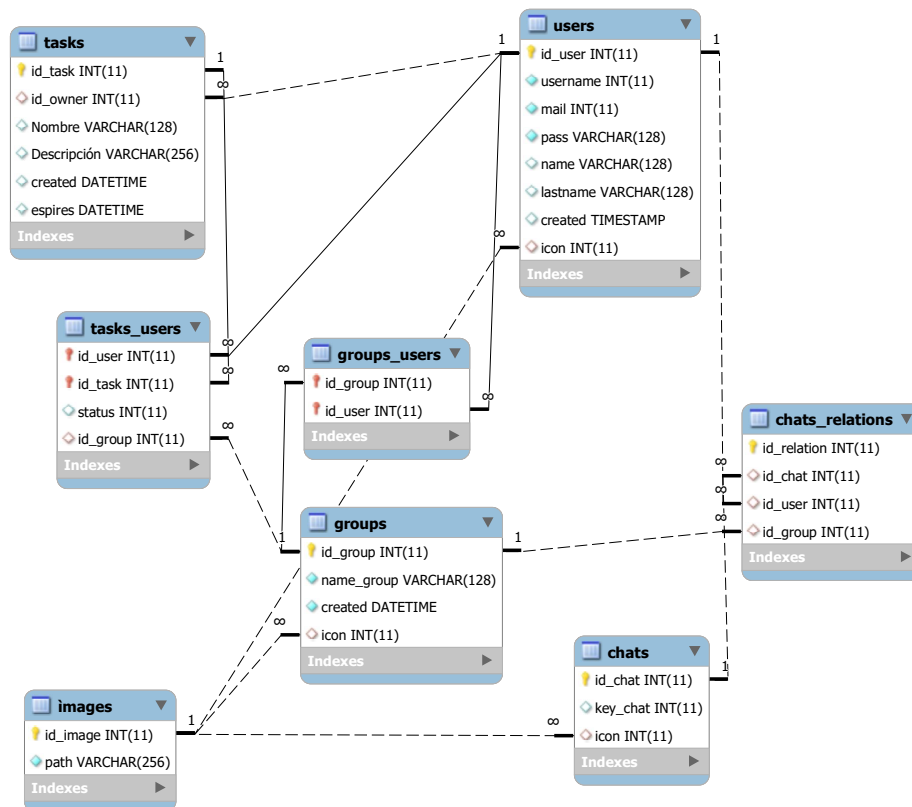 tasks
id_task INT(11)
id_owner INT(11)
Nombre VARCHAR(128)
Descripción VARCHAR(256)
created DATETIME
espires DATETIME
Indexes
users
id_user INT(11)
username INT(11)
mail INT(11)
pass VARCHAR(128)
name VARCHAR(128)
lastname VARCHAR(128)
created TIMESTAMP
icon INT(11)
Indexes
tasks_users
id_user INT(11)
id_task INT(11)
status INT(11)
id_group INT(11)
Indexes
groups_users
id_group INT(11)
id_user INT(11)
Indexes
chats_relations
id_relation INT(11)
id_chat INT(11)
id_user INT(11)
id_group INT(11)
Indexes
groups
id_group INT(11)
name_group VARCHAR(128)
created DATETIME
icon INT(11)
Indexes
chats
id_chat INT(11)
key_chat INT(11)
icon INT(11)
Indexes
ìmages
id_image INT(11)
path VARCHAR(256)
Indexes
1
∞
1
1
∞
∞
∞
∞
∞
∞
∞
∞
∞
1
1
∞
1
1
∞